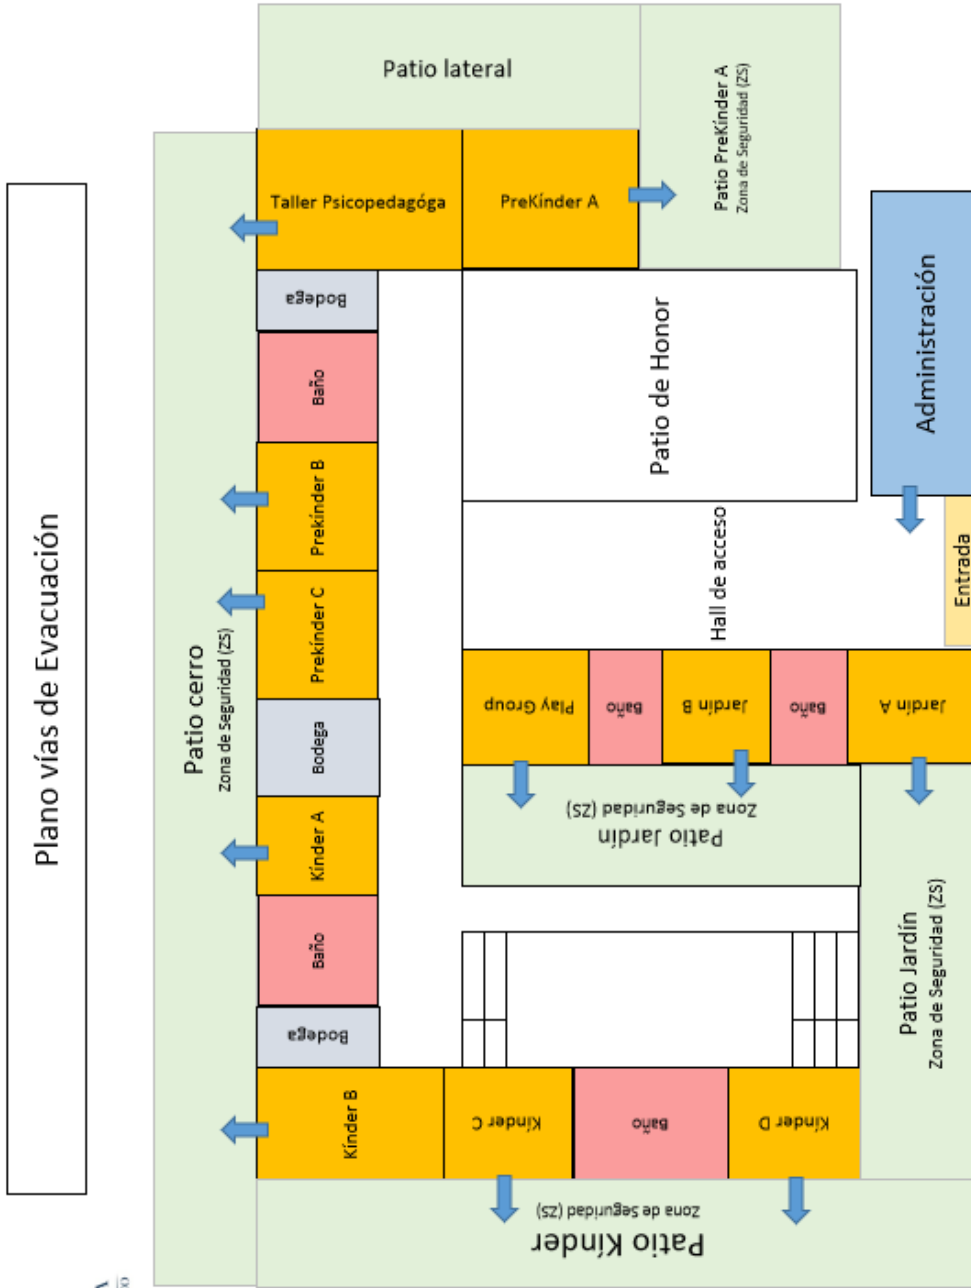 Plano vías de Evacuación
Patio lateral
Patio PreKínder A
Zona de Seguridad (ZS)
Taller Psicopedagóga
PreKínder A
Bodega
Baño
Prekínder B
Prekínder C
Bodega
Kínder A
Baño
Bodega
Kínder B
Patio cerro
Zona de Seguridad (ZS)
Patio de Honor
Administración
Hall de acceso
Entrada
Play Group
Baño
Jardín B
Baño
Jardín A
Patio Jardín
Zona de Seguridad (ZS)
Patio Jardín
Zona de Seguridad (ZS)
Kínder C
Baño
Kínder D
Patio Kínder
Zona de Seguridad (ZS)